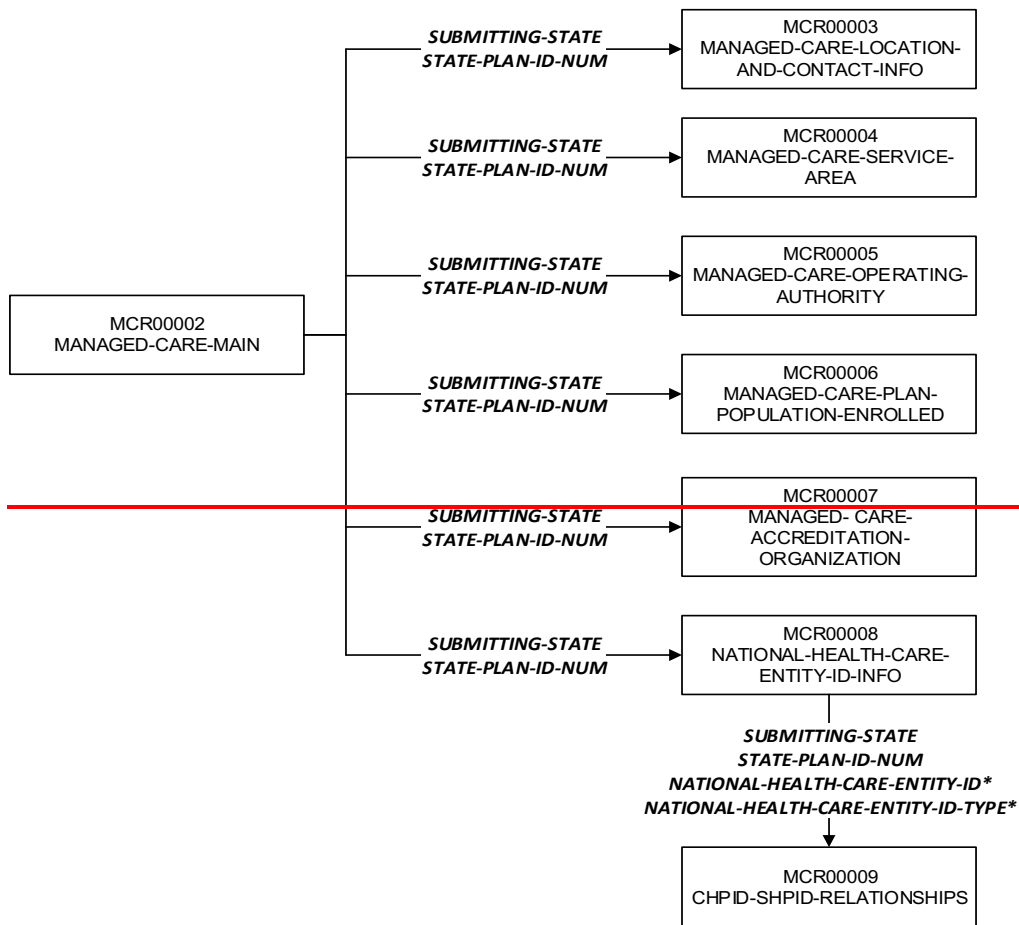 SUBMITTING-STATE
STATE-PLAN-ID-NUM
MCR00003
MANAGED-CARE-LOCATION-
AND-CONTACT-INFO
SUBMITTING-STATE
STATE-PLAN-ID-NUM
MCR00004
MANAGED-CARE-SERVICE-
AREA
SUBMITTING-STATE
STATE-PLAN-ID-NUM
MCR00005
MANAGED-CARE-OPERATING-
AUTHORITY
MCR00002
MANAGED-CARE-MAIN
SUBMITTING-STATE
STATE-PLAN-ID-NUM
MCR00006
MANAGED-CARE-PLAN-
POPULATION-ENROLLED
SUBMITTING-STATE
STATE-PLAN-ID-NUM
MCR00007
MANAGED- CARE-
ACCREDITATION-
ORGANIZATION
SUBMITTING-STATE
STATE-PLAN-ID-NUM
MCR00008
NATIONAL-HEALTH-CARE-
ENTITY-ID-INFO
SUBMITTING-STATE
STATE-PLAN-ID-NUM
NATIONAL-HEALTH-CARE-ENTITY-ID*
NATIONAL-HEALTH-CARE-ENTITY-ID-TYPE*
MCR00009
CHPID-SHPID-RELATIONSHIPS